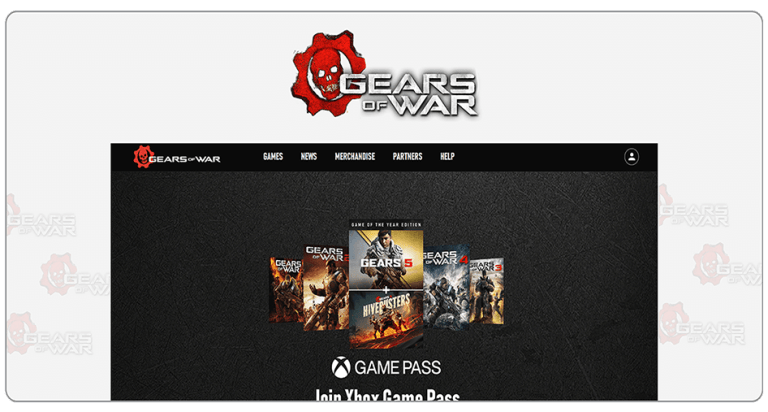 GEARS
OF WAR
GEARS OF WAR
GAMES NEWS MERCHANDISE PARTNERS HELP
GAME OF THE YEAR EDITION
GEARS 5
GEARS
OF WAR
GEARS
OF WAR
GEARS
OF WAR 4
GEARS
OF WAR 3
+
HIVEBUSTERS
GAME PASS
Join Xbox Game Pass
GEARS
OF WAR
GEARS
OF WAR
GEARS
OF WAR
GEARS
OF WAR
GEARS
OF WAR
GEARS
OF WAR